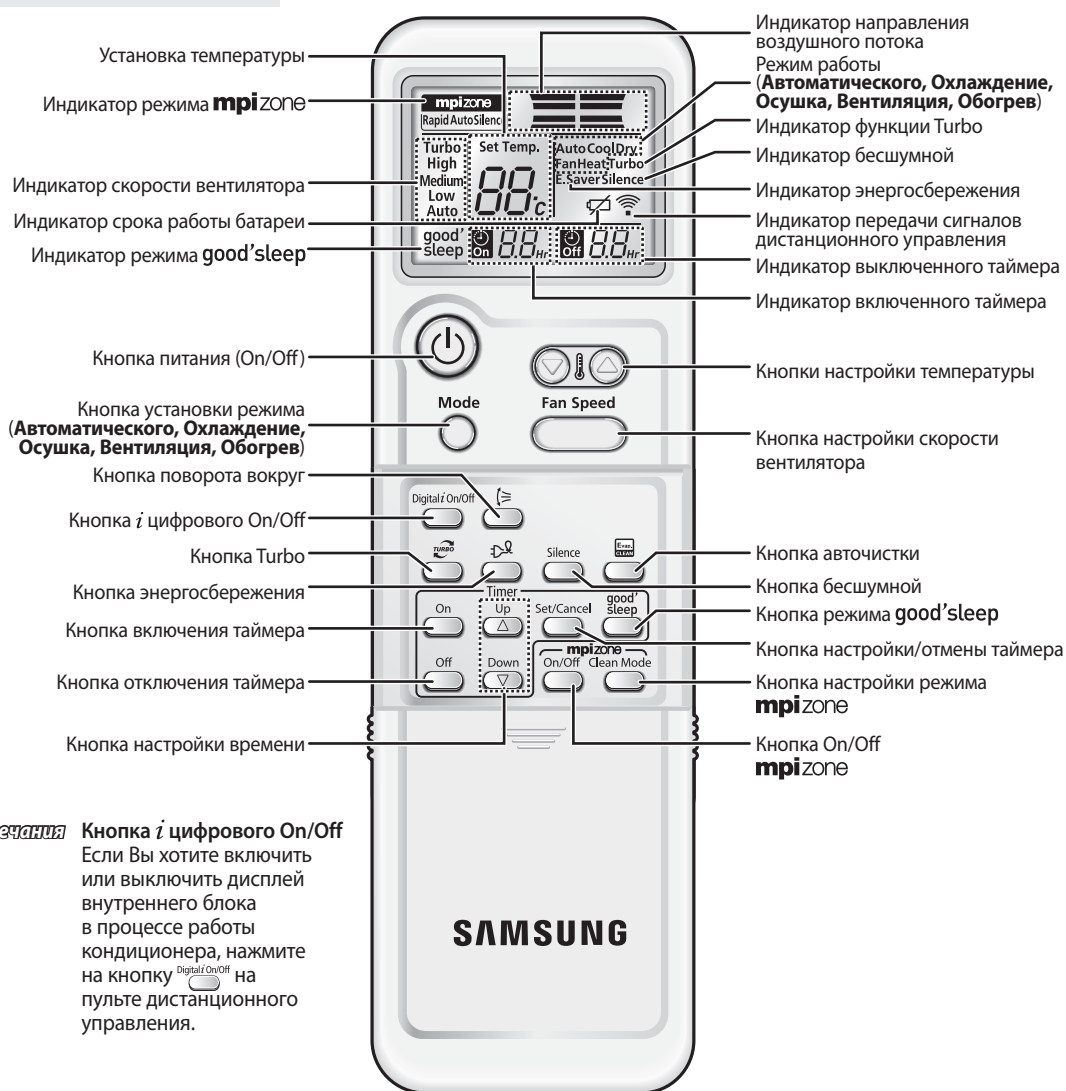 Установка температуры
Индикатор режима mpizone
Индикатор скорости вентилятора
Индикатор срока работы батареи
Индикатор режима good'sleep
Кнопка питания (On/Off)
Кнопка установки режима
(Автоматического, Охлаждение,
Осушка, Вентиляция, Обогрев)
Кнопка поворота вокруг
Кнопка i цифрового On/Off
Кнопка Turbo
Кнопка энергосбережения
Кнопка включения таймера
Кнопка отключения таймера
Кнопка настройки времени
mpizone
Rapid Auto Silence
Turbo
High
Medium
Low
Auto
Set Temp.
88.c
Auto Cool Dry
Fan Heat Turbo
E.Saver Silence
good'
sleep
On 88.Hr
Off 88.Hr
Mode
Fan Speed
Digital i On/Off
TURBO
Silence
Evap.
CLEAN
Timer
On
Up
Set/Cancel
good'
sleep
mpizone
Off
Down
On/Off
Clean Mode
SAMSUNG
Индикатор направления
воздушного потока
Режим работы
(Автоматического, Охлаждение,
Осушка, Вентиляция, Обогрев)
Индикатор функции Turbo
Индикатор бесшумной
Индикатор энергосбережения
Индикатор передачи сигналов
дистанционного управления
Индикатор выключенного таймера
Индикатор включенного таймера
Кнопки настройки температуры
Кнопка настройки скорости
вентилятора
Кнопка авточистки
Кнопка бесшумной
Кнопка режима good'sleep
Кнопка настройки/отмены таймера
Кнопка настройки режима
mpizone
Кнопка On/Off
mpizone
ечания
Кнопка i цифрового On/Off
Если Вы хотите включить
или выключить дисплей
внутреннего блока
в процессе работы
кондиционера, нажмите
на кнопку Digital i On/Off на
пульте дистанционного
управления.